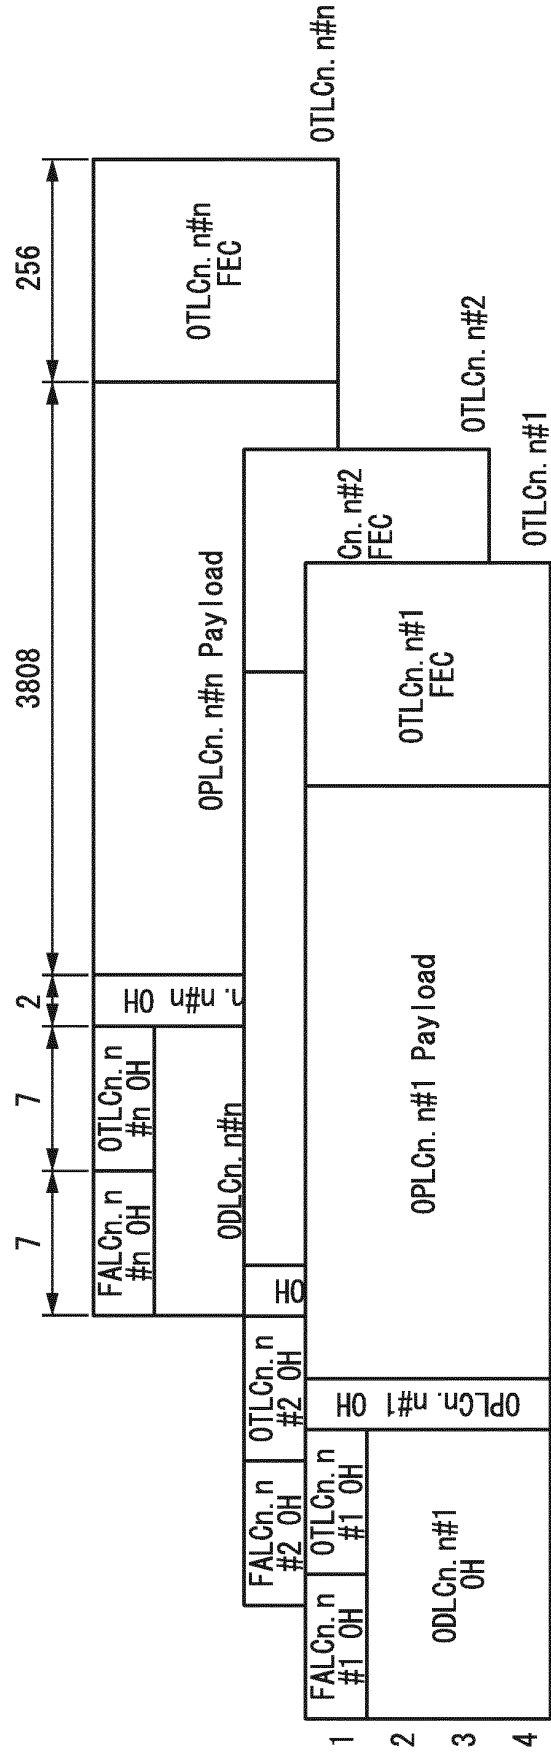 7
7
2
3808
256
FALCn. n
#n OH
OTLCn. n
#n OH
n. n#n OH
OPLCn. n#n Payload
OTLCn. n#n
FEC
OTLCn. n#n
ODLCn. n#n
FALCn. n
#2 OH
OTLCn. n
#2 OH
OH
Cn. n#2
FEC
OTLCn. n#2
FALCn. n
#1 OH
OTLCn. n
#1 OH
OPLCn. n#1 OH
OPLCn. n#1 Payload
OTLCn. n#1
FEC
OTLCn. n#1
ODLCn. n#1
OH
1
2
3
4